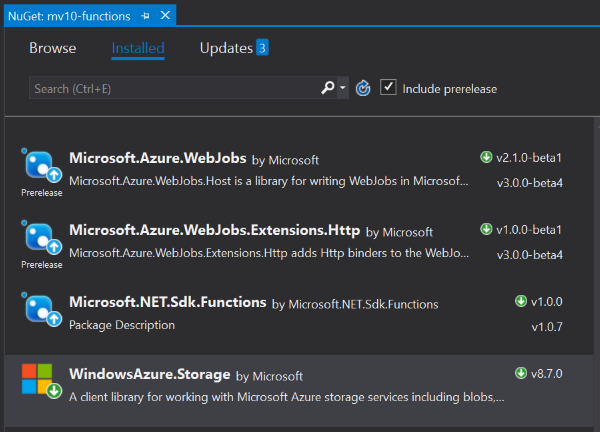 NuGet: mv10-functions
Browse Installed Updates 3
Search (Ctrl+E) Include prerelease
Microsoft.Azure.WebJobs by Microsoft v2.1.0-beta1
Microsoft.Azure.WebJobs.Host is a library for writing WebJobs in Microsof... v3.0.0-beta4
Prerelease
Microsoft.Azure.WebJobs.Extensions.Http by Microsoft v1.0.0-beta1
Microsoft.Azure.WebJobs.Extensions.Http adds Http binders to the WebJo... v3.0.0-beta4
Prerelease
Microsoft.NET.Sdk.Functions by Microsoft.NET.Sdk.Functions v1.0.0
Package Description v1.0.7
WindowsAzure.Storage by Microsoft v8.7.0
A client library for working with Microsoft Azure storage services including blobs,...